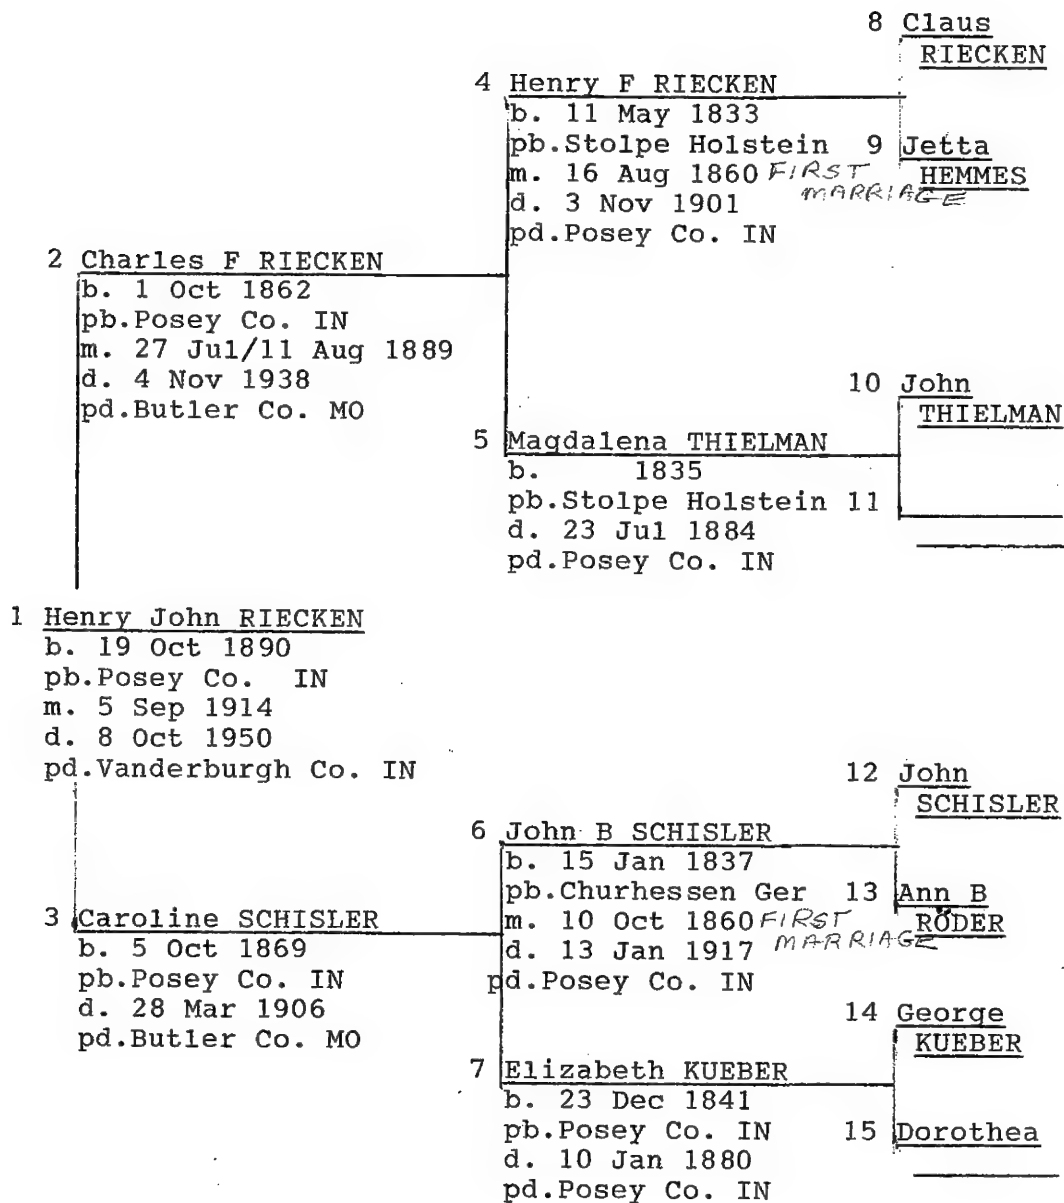 8 Claus
RIECKEN
4 Henry F RIECKEN
b. 11 May 1833
pb.Stolpe Holstein 9 Jetta
m. 16 Aug 1860 FIRST HEMMES
MARRIAGE
d. 3 Nov 1901
pd.Posey Co. IN
2 Charles F RIECKEN
b. 1 Oct 1862
pb.Posey Co. IN
m. 27 Jul/11 Aug 1889
d. 4 Nov 1938
pd.Butler Co. MO
10 John
THIELMAN
5 Magdalena THIELMAN
b. 1835
pb.Stolpe Holstein 11
d. 23 Jul 1884
pd.Posey Co. IN
1 Henry John RIECKEN
b. 19 Oct 1890
pb.Posey Co. IN
m. 5 Sep 1914
d. 8 Oct 1950
pd.Vanderburgh Co. IN
12 John
SCHISLER
6 John B SCHISLER
b. 15 Jan 1837
pb.Churhessen Ger 13 Ann B
m. 10 Oct 1860 FIRST RÖDER
MARRIAGE
d. 13 Jan 1917
pd.Posey Co. IN
3 Caroline SCHISLER
b. 5 Oct 1869
pb.Posey Co. IN
d. 28 Mar 1906
pd.Butler Co. MO
14 George
KUEBER
7 Elizabeth KUEBER
b. 23 Dec 1841
pb.Posey Co. IN 15 Dorothea
d. 10 Jan 1880
pd.Posey Co. IN